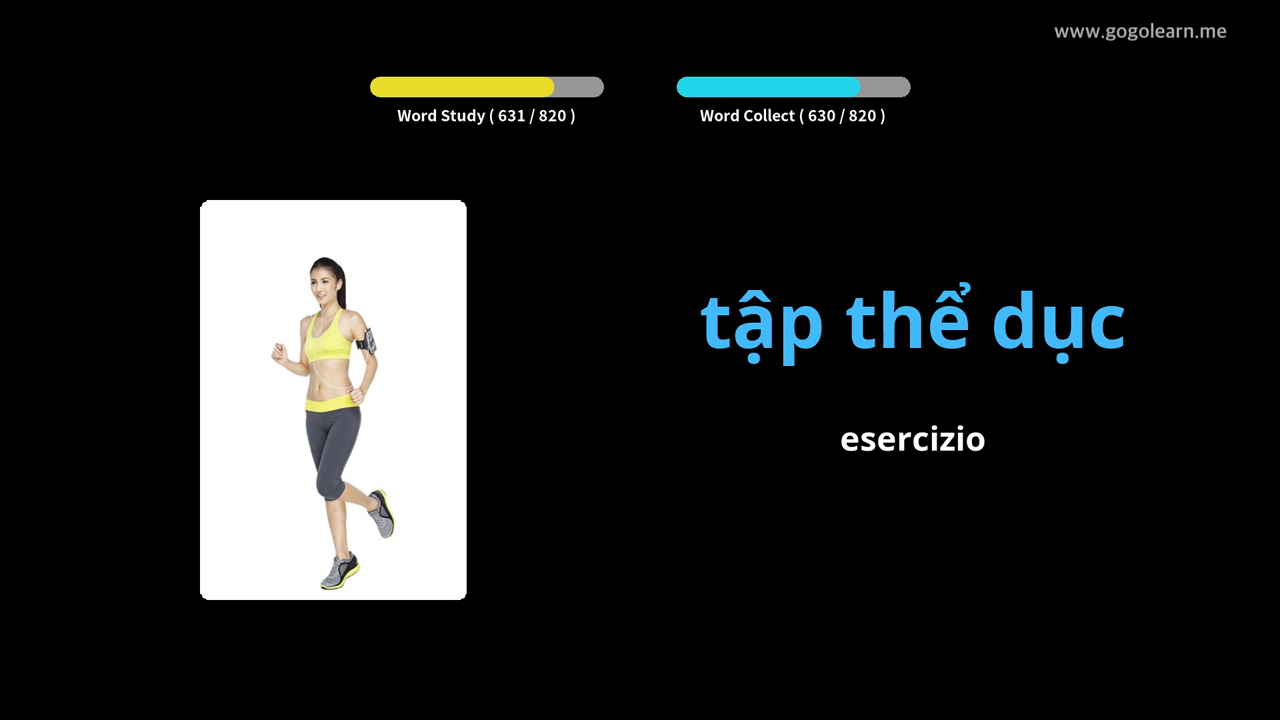 www.gogolearn.me
Word Study ( 631 / 820 )
Word Collect ( 630 / 820 )
tập thể dục
esercizio